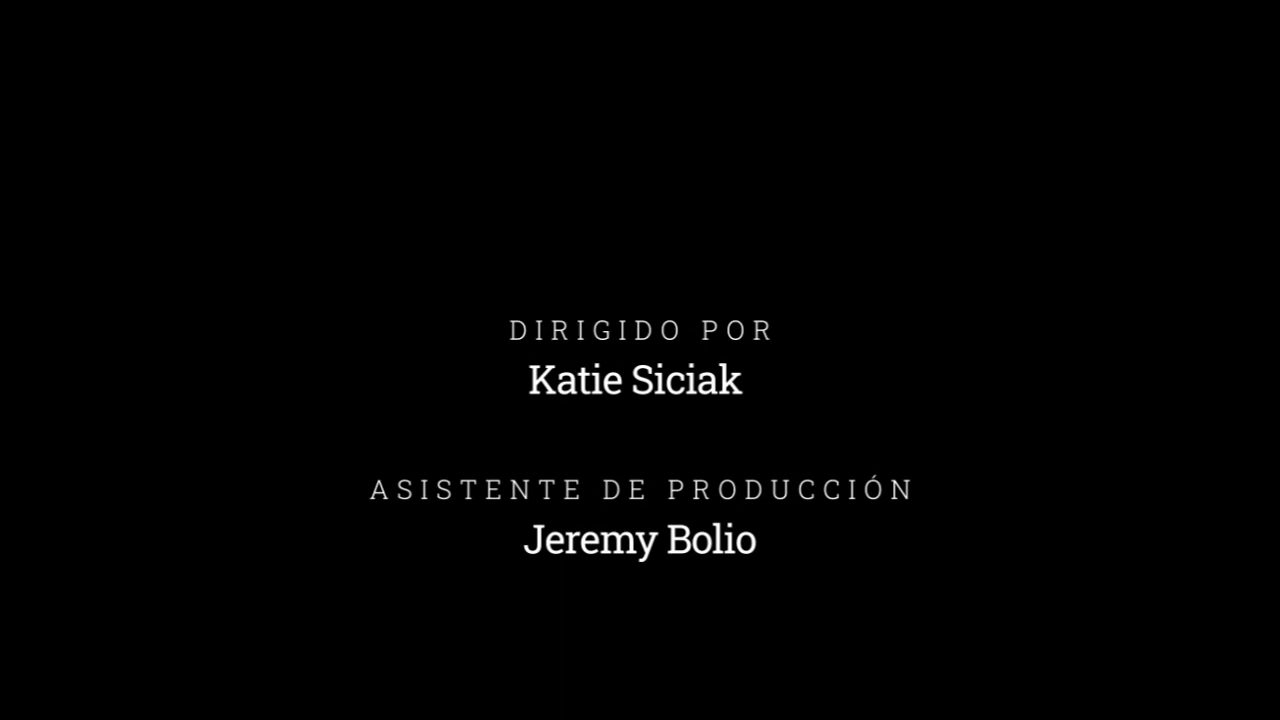 DIRIGIDO POR
Katie Siciak
ASISTENTE DE PRODUCCIÓN
Jeremy Bolio